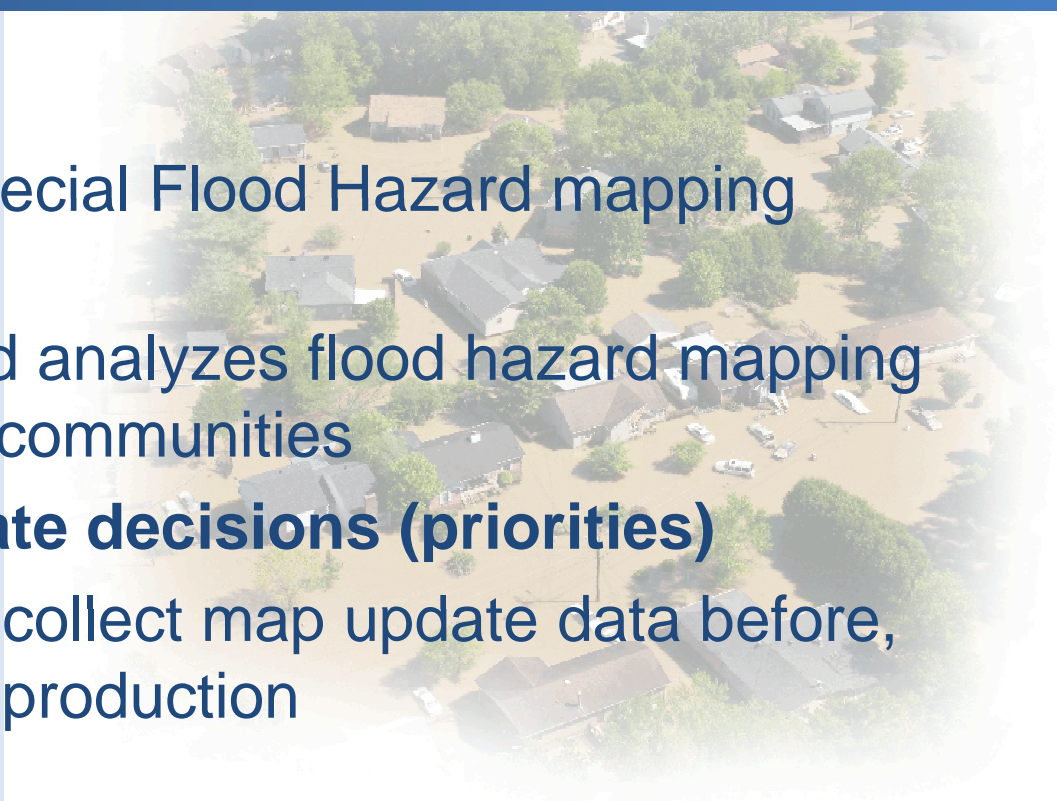 ecial Flood Hazard mapping
d analyzes flood hazard mapping
communities
ate decisions (priorities)
collect map update data before,
production